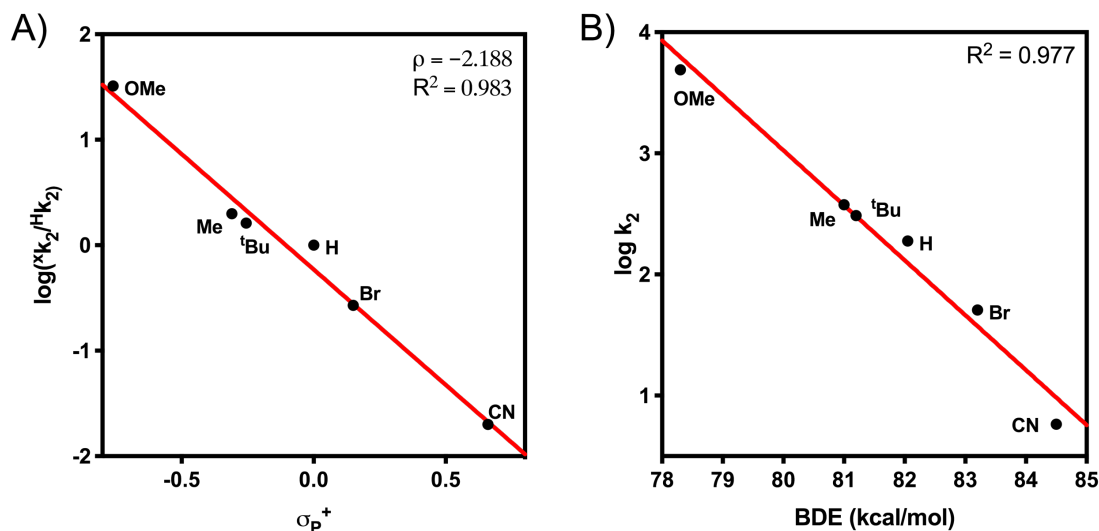 A)
ρ = −2.188
R² = 0.983
OMe
Me
ᵗBu
H
Br
CN
2
1
0
-1
-2
-0.5 0.0 0.5
log(ˣk₂/ᴴk₂)
σ_P⁺
B)
R² = 0.977
OMe
Me
ᵗBu
H
Br
CN
4
3
2
1
78 79 80 81 82 83 84 85
log k₂
BDE (kcal/mol)